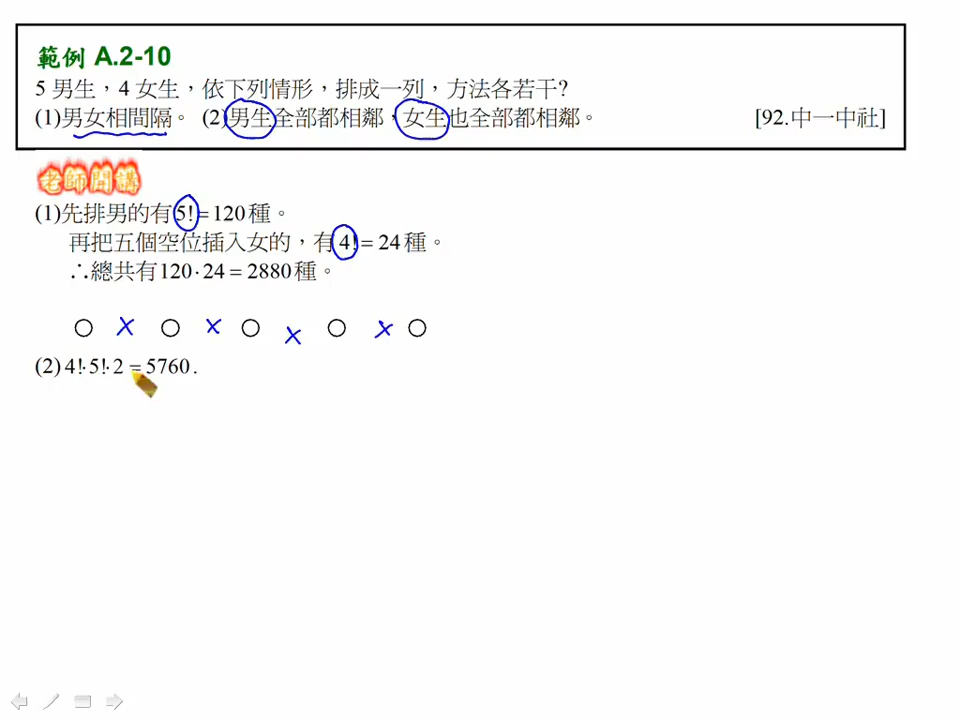 範例 A.2-10
5 男生，4 女生，依下列情形，排成一列，方法各若干?
(1)男女相間隔。 (2)男生全部都相鄰，女生也全部都相鄰。 [92.中一中社]
老師開講
(1)先排男的有5!=120種。
再把五個空位插入女的，有4!=24種。
∴總共有120·24=2880種。
○ x ○ x ○ x ○ x ○
(2)4!·5!·2=5760.